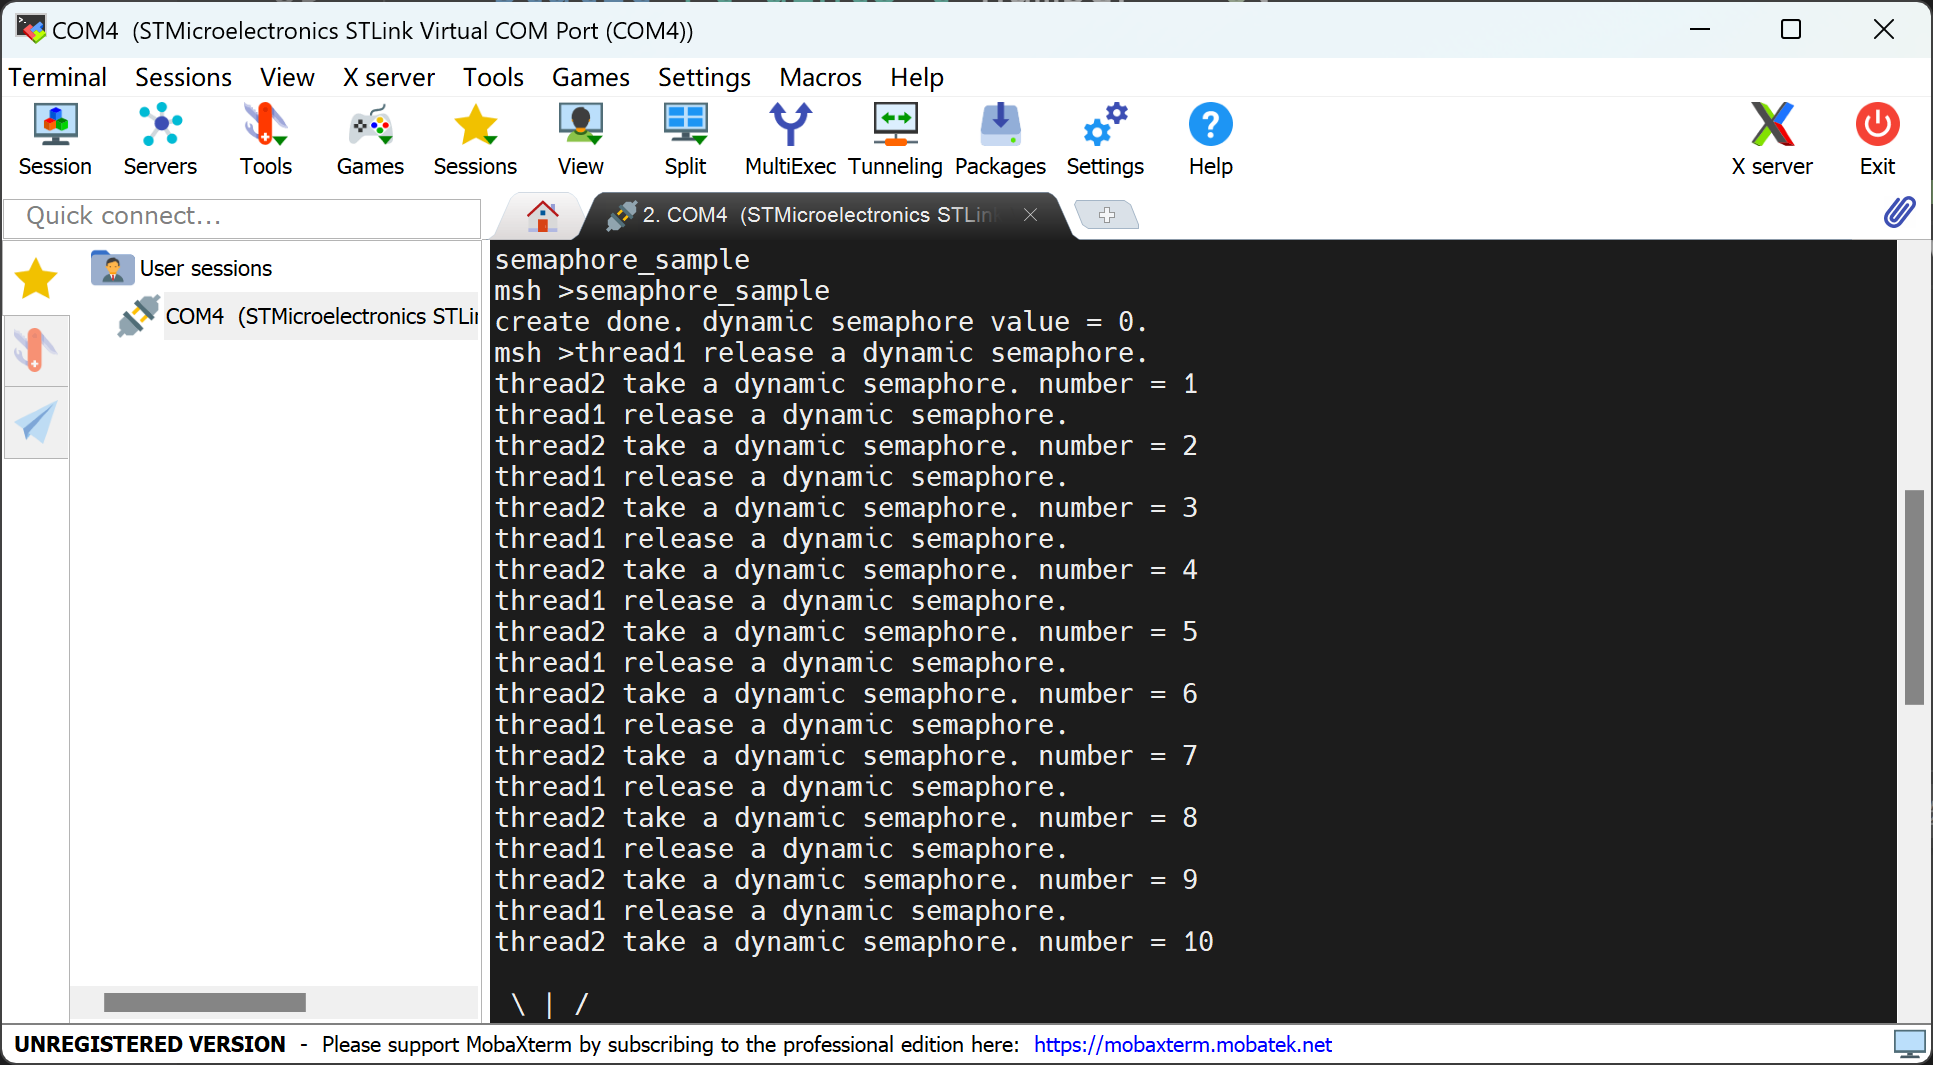 COM4  (STMicroelectronics STLink Virtual COM Port (COM4))
Terminal Sessions View X server Tools Games Settings Macros Help
Session Servers Tools Games Sessions View Split MultiExec Tunneling Packages Settings Help X server Exit
Quick connect...
2. COM4  (STMicroelectronics STLin
User sessions
COM4  (STMicroelectronics STLi
semaphore_sample
msh >semaphore_sample
create done. dynamic semaphore value = 0.
msh >thread1 release a dynamic semaphore.
thread2 take a dynamic semaphore. number = 1
thread1 release a dynamic semaphore.
thread2 take a dynamic semaphore. number = 2
thread1 release a dynamic semaphore.
thread2 take a dynamic semaphore. number = 3
thread1 release a dynamic semaphore.
thread2 take a dynamic semaphore. number = 4
thread1 release a dynamic semaphore.
thread2 take a dynamic semaphore. number = 5
thread1 release a dynamic semaphore.
thread2 take a dynamic semaphore. number = 6
thread1 release a dynamic semaphore.
thread2 take a dynamic semaphore. number = 7
thread1 release a dynamic semaphore.
thread2 take a dynamic semaphore. number = 8
thread1 release a dynamic semaphore.
thread2 take a dynamic semaphore. number = 9
thread1 release a dynamic semaphore.
thread2 take a dynamic semaphore. number = 10
\ | /
UNREGISTERED VERSION  -  Please support MobaXterm by subscribing to the professional edition here:  https://mobaxterm.mobatek.net